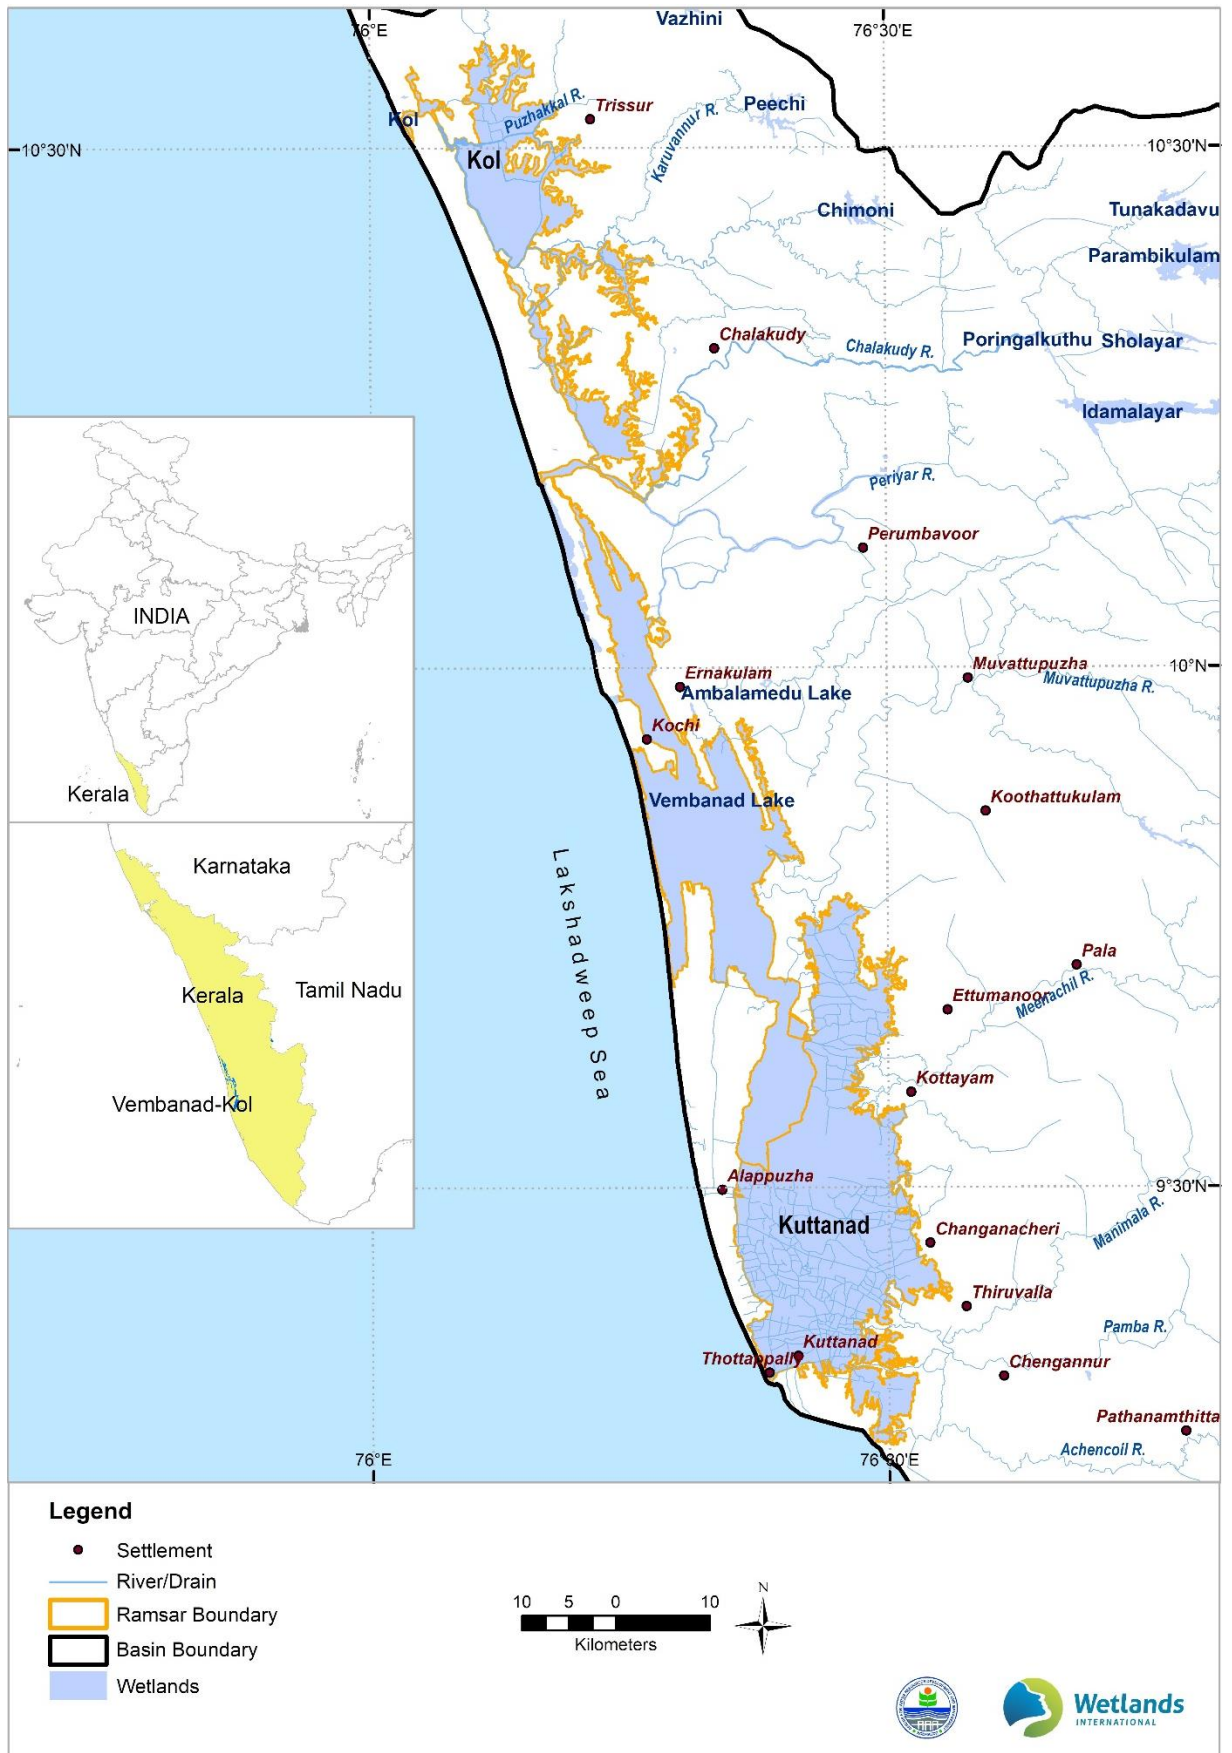 Vazhini
76°E
76°30'E
Peechi
Trissur
Puzhakkal R.
Kol
Karuvannur R.
10°30'N
10°30'N
Kol
Chimoni
Tunakadavu
Parambikulam
Chalakudy
Chalakudy R.
Poringalkuthu
Sholayar
Idamalayar
Periyar R.
Perumbavoor
INDIA
Kerala
Ernakulam
Ambalamedu Lake
Muvattupuzha
10°N
Muvattupuzha R.
Kochi
Vembanad Lake
Koothattukulam
Karnataka
Kerala
Tamil Nadu
Vembanad-Kol
Lakshadweep Sea
Pala
Ettumanoor
Meenachil R.
Kottayam
Alappuzha
9°30'N
Kuttanad
Changanacheri
Manimala R.
Thiruvalla
Pamba R.
Kuttanad
Thottappally
Chengannur
Pathanamthitta
Achencoil R.
76°E
76°30'E
Legend
Settlement
River/Drain
Ramsar Boundary
Basin Boundary
Wetlands
10 5 0 10
Kilometers
N
Wetlands
INTERNATIONAL